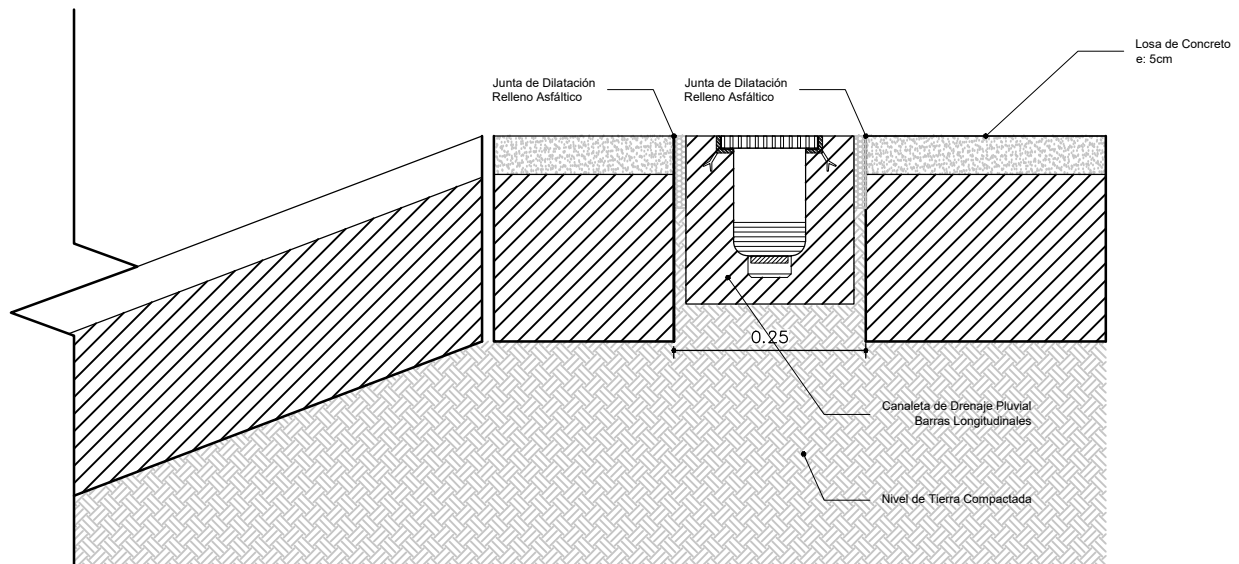 Losa de Concreto
e: 5cm
Junta de Dilatación
Relleno Asfáltico
Junta de Dilatación
Relleno Asfáltico
0.25
Canaleta de Drenaje Pluvial
Barras Longitudinales
Nivel de Tierra Compactada